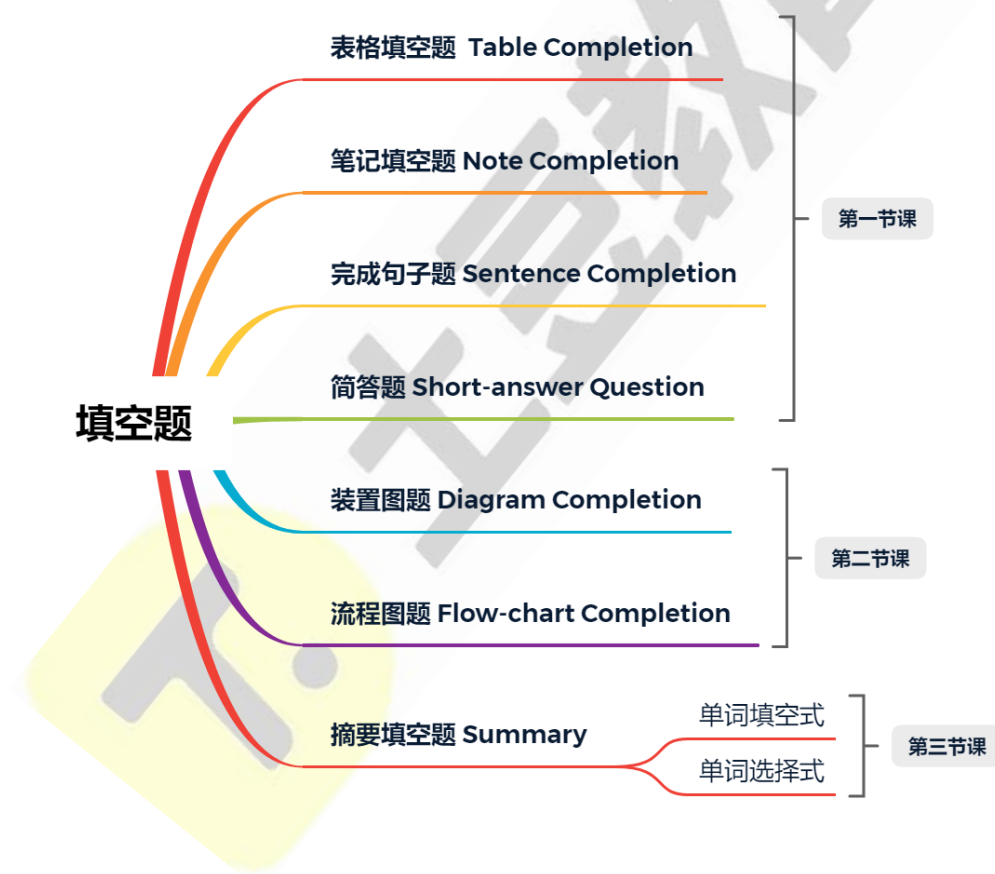 表格填空题 Table Completion
笔记填空题 Note Completion
完成句子题 Sentence Completion
简答题 Short-answer Question
第一节课
填空题
装置图题 Diagram Completion
流程图题 Flow-chart Completion
第二节课
摘要填空题 Summary
单词填空式
单词选择式
第三节课
土豆教
T.